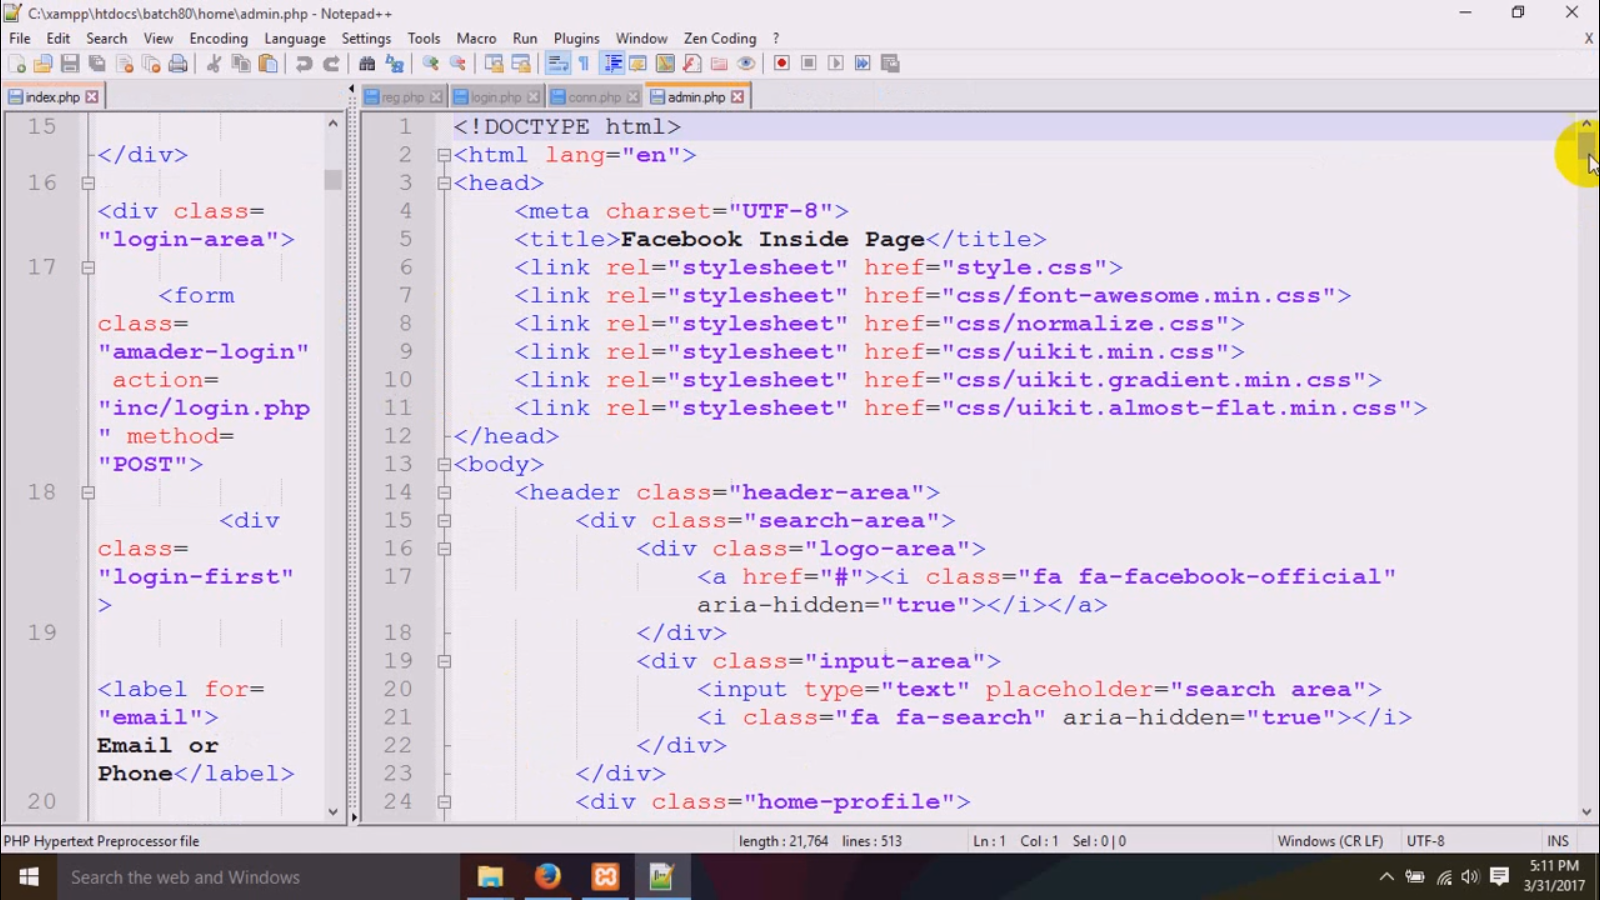 C:\xampp\htdocs\batch80\home\admin.php - Notepad++
File Edit Search View Encoding Language Settings Tools Macro Run Plugins Window Zen Coding ? X
index.php
reg.php login.php conn.php admin.php
15
</div>
16
<div class=
"login-area">
17
<form
class=
"amader-login"
action=
"inc/login.php
" method=
"POST">
18
<div
class=
"login-first"
>
19
<label for=
"email">
Email or
Phone</label>
20
1 <!DOCTYPE html>
2 <html lang="en">
3 <head>
4 <meta charset="UTF-8">
5 <title>Facebook Inside Page</title>
6 <link rel="stylesheet" href="style.css">
7 <link rel="stylesheet" href="css/font-awesome.min.css">
8 <link rel="stylesheet" href="css/normalize.css">
9 <link rel="stylesheet" href="css/uikit.min.css">
10 <link rel="stylesheet" href="css/uikit.gradient.min.css">
11 <link rel="stylesheet" href="css/uikit.almost-flat.min.css">
12 </head>
13 <body>
14 <header class="header-area">
15 <div class="search-area">
16 <div class="logo-area">
17 <a href="#"><i class="fa fa-facebook-official"
aria-hidden="true"></i></a>
18 </div>
19 <div class="input-area">
20 <input type="text" placeholder="search area">
21 <i class="fa fa-search" aria-hidden="true"></i>
22 </div>
23 </div>
24 <div class="home-profile">
PHP Hypertext Preprocessor file length : 21,764 lines : 513 Ln : 1 Col : 1 Sel : 0 | 0 Windows (CR LF) UTF-8 INS
Search the web and Windows
5:11 PM
3/31/2017